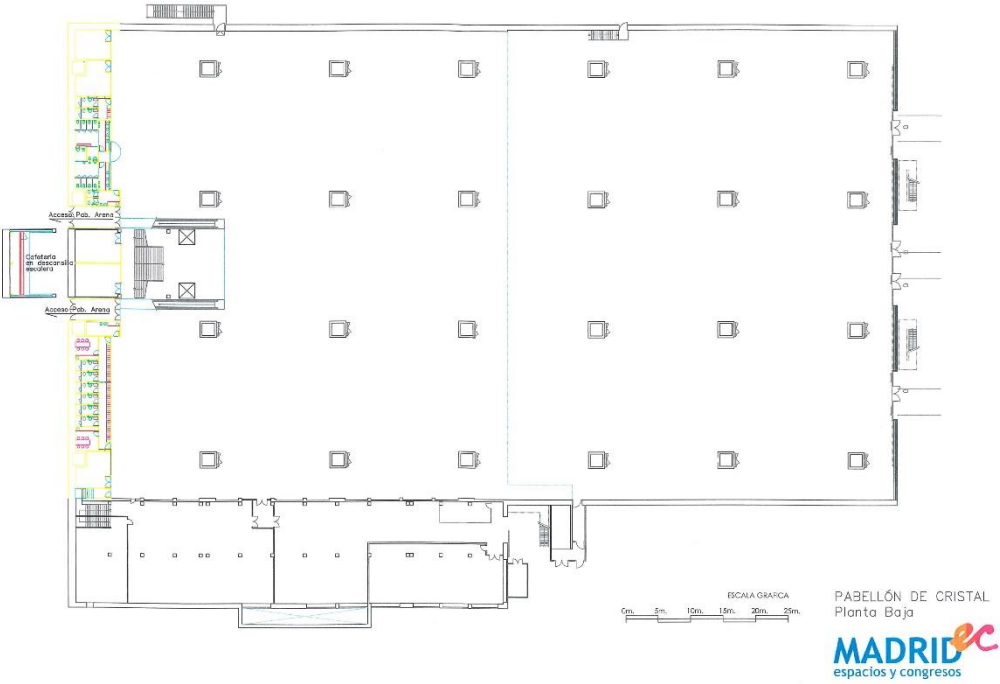 Acceso Pab. Arena
Cafetería
en descansillo
escalera
Acceso Pab. Arena
ESCALA GRAFICA
0m. 5m. 10m. 15m. 20m. 25m.
PABELLÓN DE CRISTAL
Planta Baja
MADRID ec
espacios y congresos